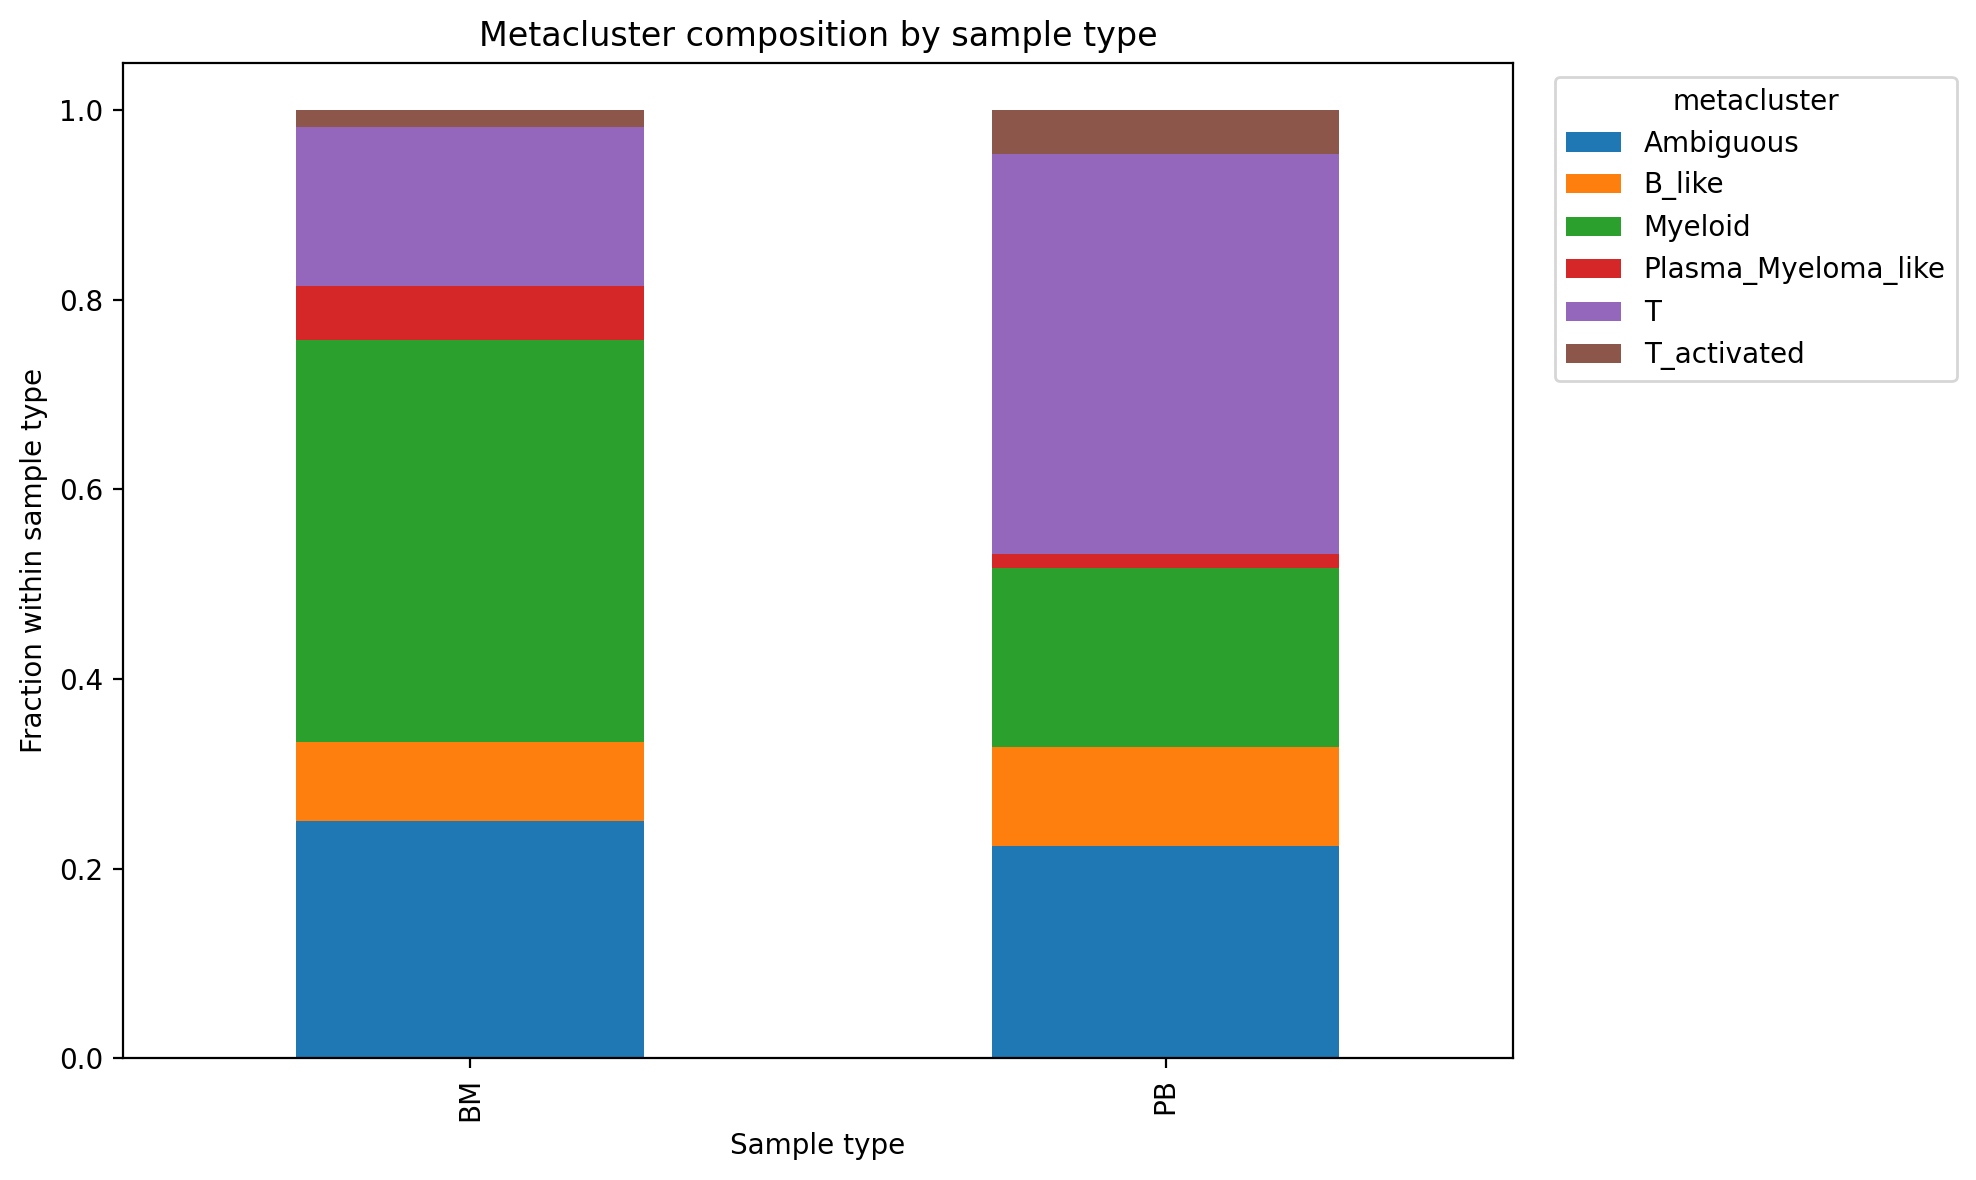 Metacluster composition by sample type
Fraction within sample type
1.0
0.8
0.6
0.4
0.2
0.0
BM
PB
Sample type
metacluster
Ambiguous
B_like
Myeloid
Plasma_Myeloma_like
T
T_activated